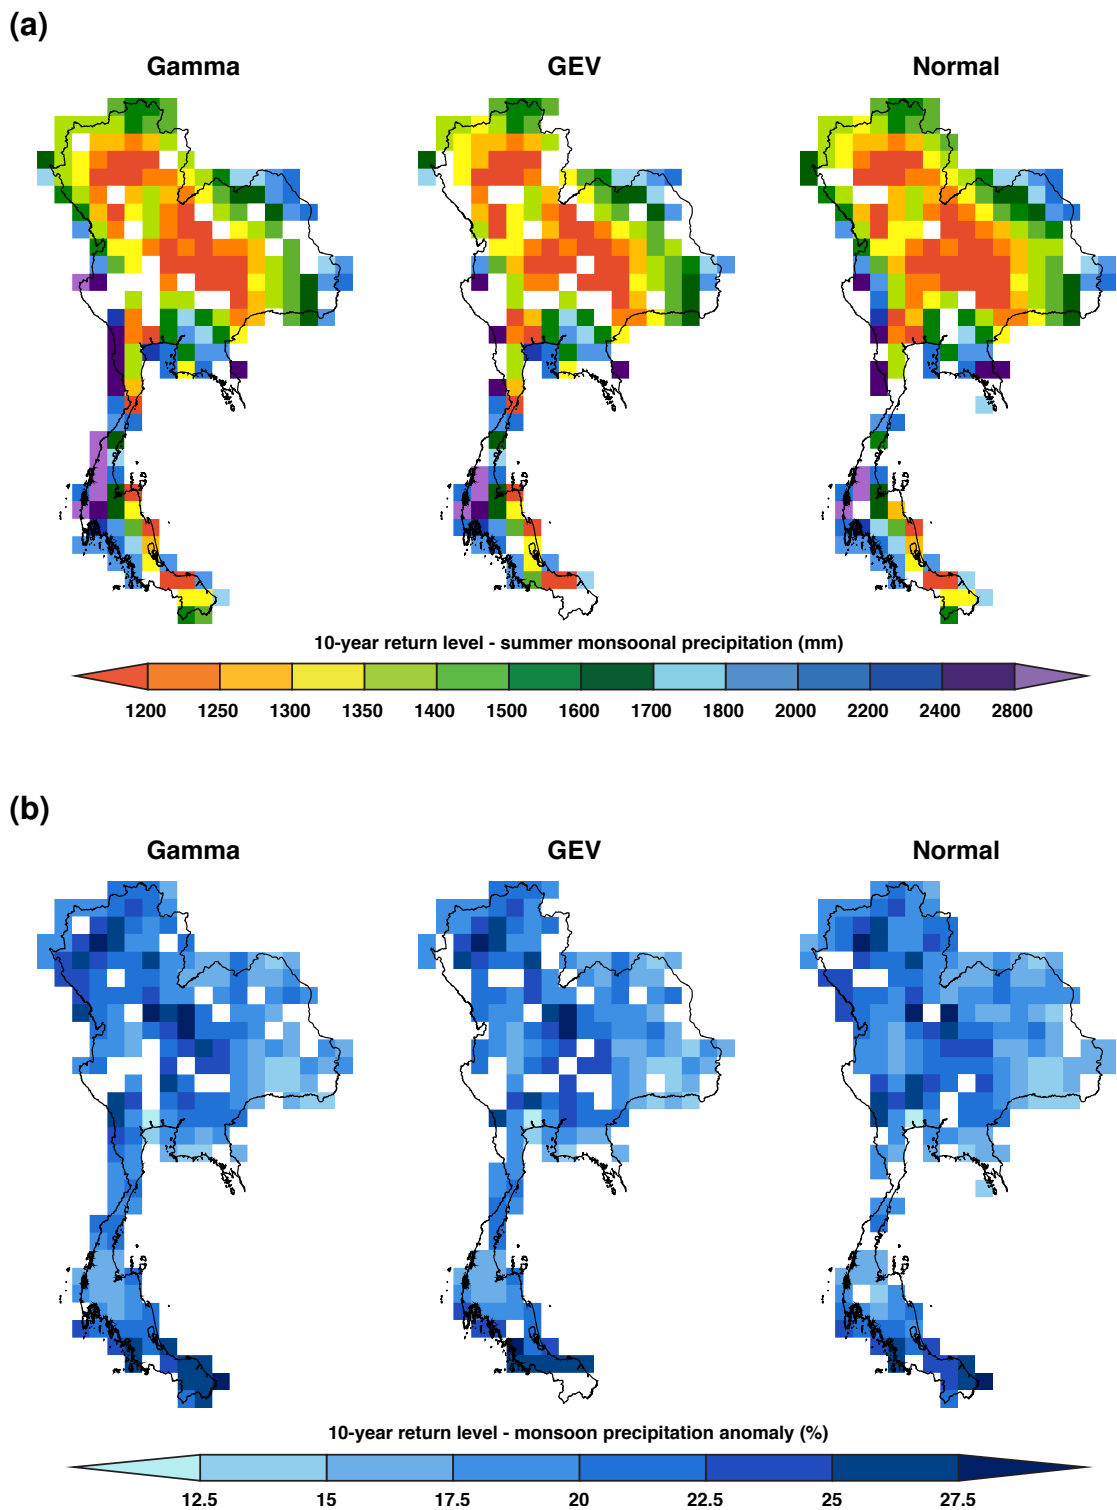 (a)
Gamma GEV Normal
10-year return level - summer monsoonal precipitation (mm)
1200 1250 1300 1350 1400 1500 1600 1700 1800 2000 2200 2400 2800
(b)
Gamma GEV Normal
10-year return level - monsoon precipitation anomaly (%)
12.5 15 17.5 20 22.5 25 27.5